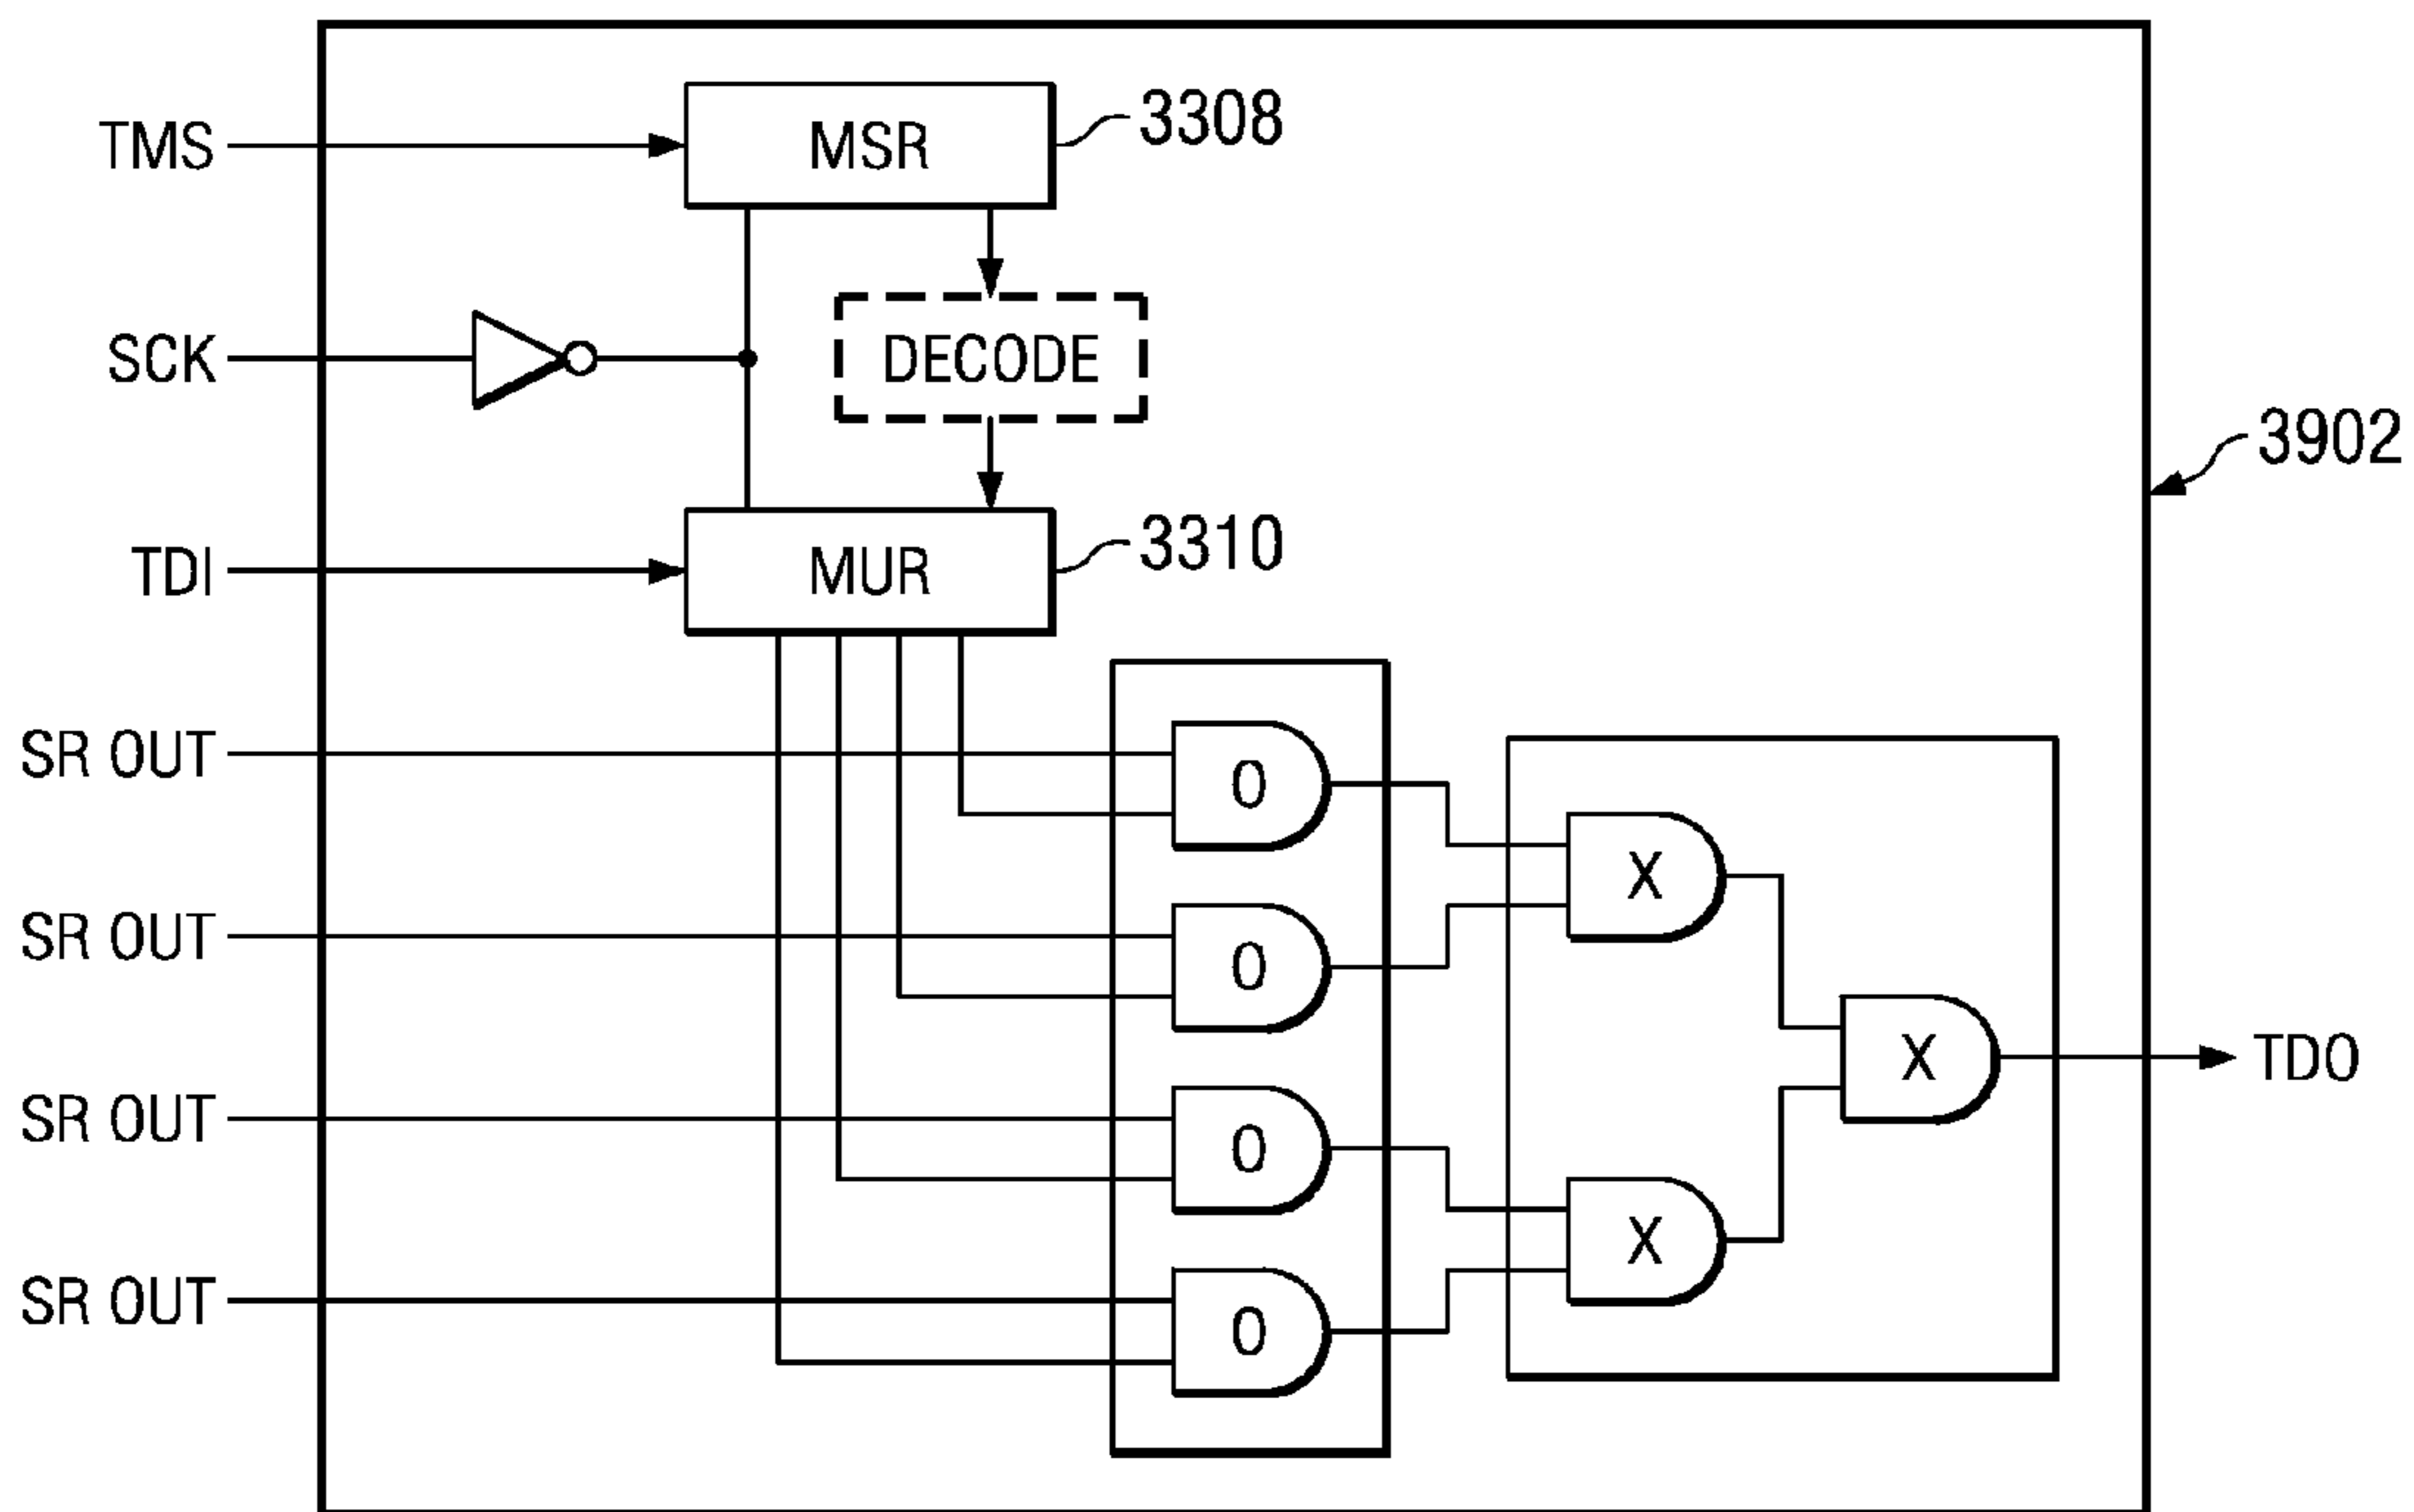 TMS
MSR
3308
SCK
DECODE
3902
TDI
MUR
3310
SR OUT
O
X
SR OUT
O
X
TDO
SR OUT
O
X
SR OUT
O